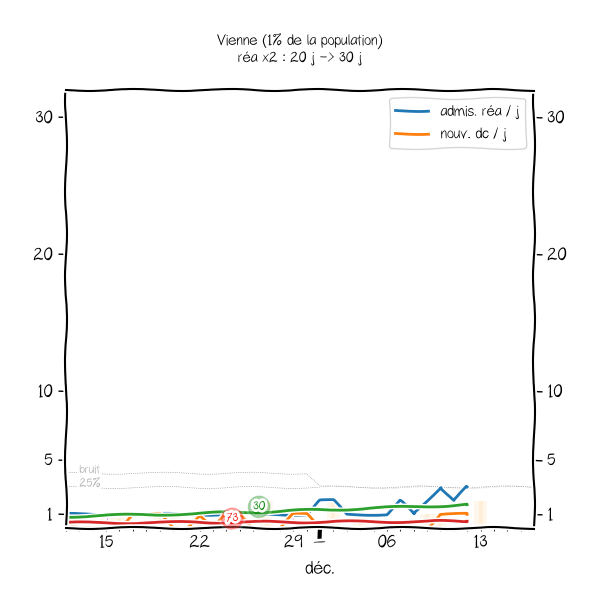 Vienne (1% de la population)
réa x2 : 20 j -> 30 j
admis. réa / j
nouv. dc / j
30
30
20
20
10
10
5
5
bruit
25%
30
73
1
1
15 22 29 06 13
déc.